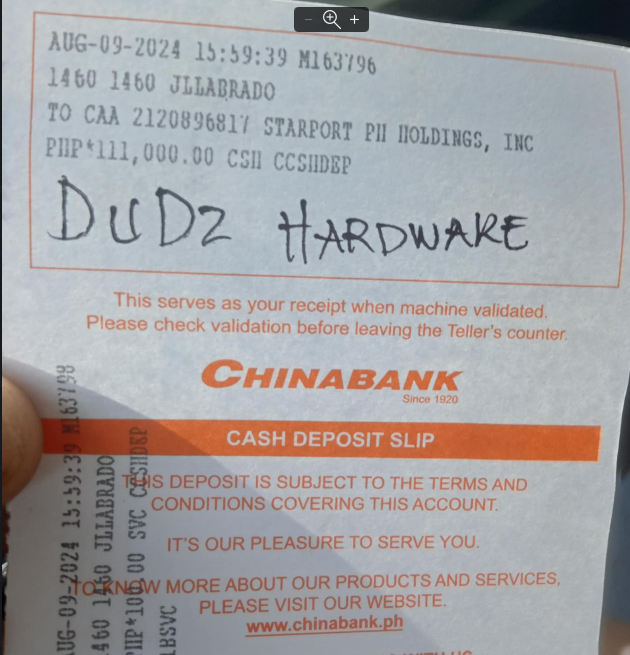 AUG-09-2024 15:59:39 M163796
1460 1460 JLLABRADO
TO CAA 2120896817 STARPORT PH HOLDINGS, INC
PHP*111,000.00 CSH CCSHDEP
DUDZ HARDWARE
This serves as your receipt when machine validated.
Please check validation before leaving the Teller's counter.
CHINABANK
Since 1920
CASH DEPOSIT SLIP
THIS DEPOSIT IS SUBJECT TO THE TERMS AND
CONDITIONS COVERING THIS ACCOUNT.
IT'S OUR PLEASURE TO SERVE YOU.
TO KNOW MORE ABOUT OUR PRODUCTS AND SERVICES,
PLEASE VISIT OUR WEBSITE.
www.chinabank.ph
UG-09-2024 15:59:39 M163798
1460 1460 JLLABRADO
PHP*100.00 SVC CCSHDEP
LBSVC